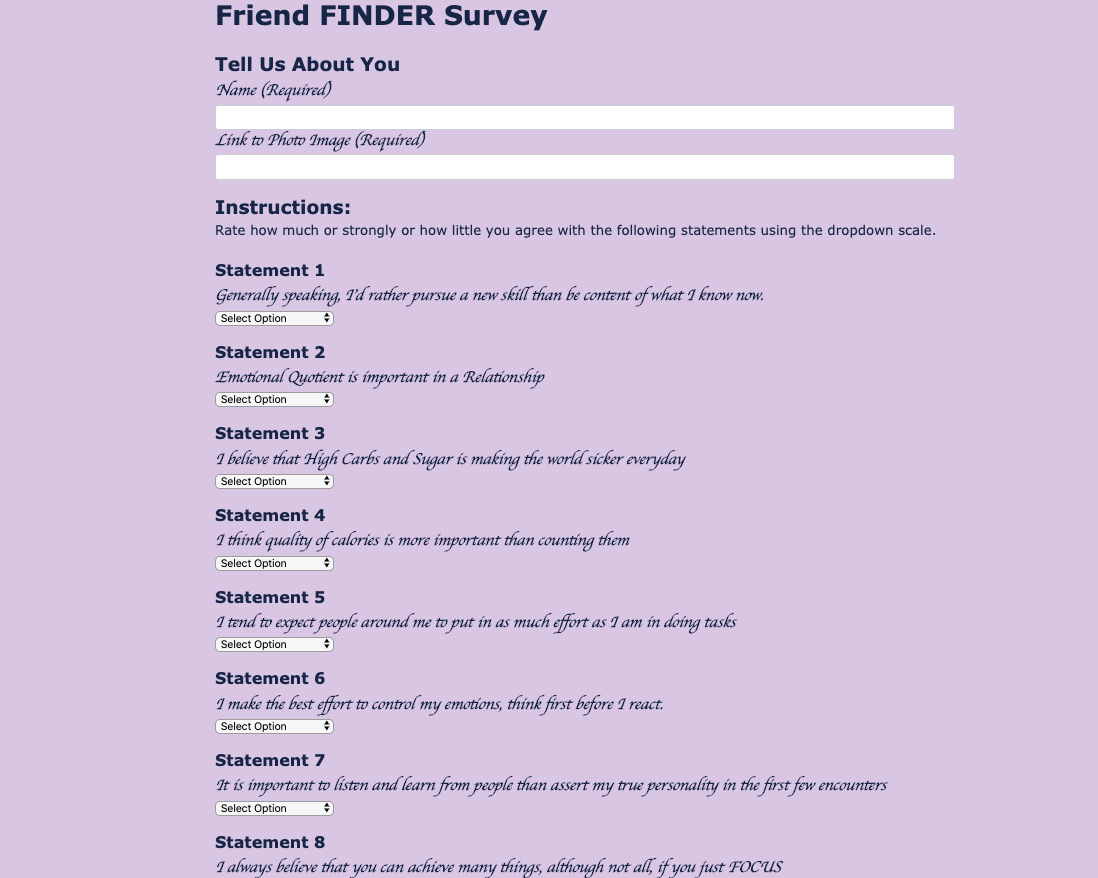 Friend FINDER Survey
Tell Us About You
Name (Required)
Link to Photo Image (Required)
Instructions:
Rate how much or strongly or how little you agree with the following statements using the dropdown scale.
Statement 1
Generally speaking, I'd rather pursue a new skill than be content of what I know now.
Select Option
Statement 2
Emotional Quotient is important in a Relationship
Select Option
Statement 3
I believe that High Carbs and Sugar is making the world sicker everyday
Select Option
Statement 4
I think quality of calories is more important than counting them
Select Option
Statement 5
I tend to expect people around me to put in as much effort as I am in doing tasks
Select Option
Statement 6
I make the best effort to control my emotions, think first before I react.
Select Option
Statement 7
It is important to listen and learn from people than assert my true personality in the first few encounters
Select Option
Statement 8
I always believe that you can achieve many things, although not all, if you just FOCUS